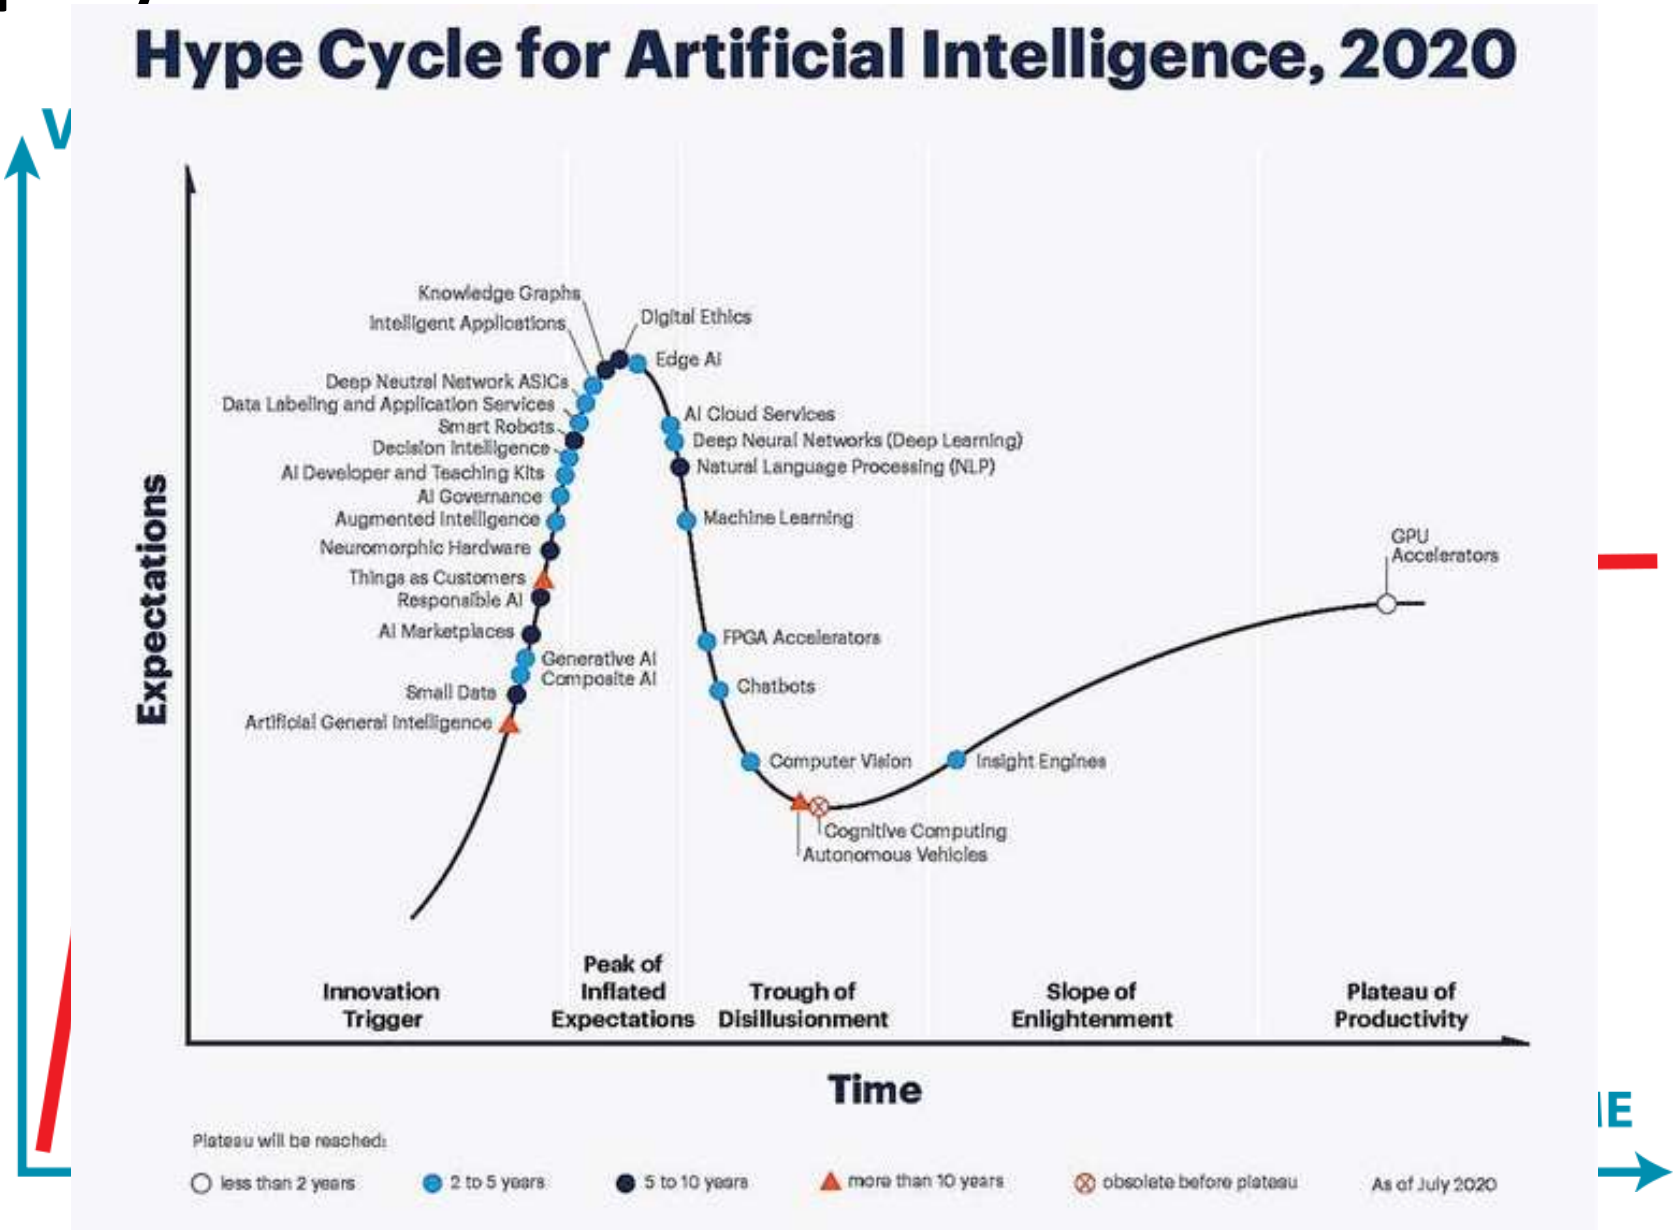 Hype Cycle for Artificial Intelligence, 2020
V
Expectations
Knowledge Graphs
Digital Ethics
Intelligent Applications
Edge AI
Deep Neutral Network ASICs
Data Labeling and Application Services
Smart Robots
Decision Intelligence
AI Developer and Teaching Kits
AI Governance
Augmented Intelligence
Neuromorphic Hardware
Things as Customers
Responsible AI
AI Marketplaces
Generative AI
Composite AI
Small Data
Artificial General Intelligence
AI Cloud Services
Deep Neural Networks (Deep Learning)
Natural Language Processing (NLP)
Machine Learning
FPGA Accelerators
Chatbots
Computer Vision
Cognitive Computing
Autonomous Vehicles
Insight Engines
GPU
Accelerators
Innovation
Trigger
Peak of
Inflated
Expectations
Trough of
Disillusionment
Slope of
Enlightenment
Plateau of
Productivity
Time
Plateau will be reached:
less than 2 years
2 to 5 years
5 to 10 years
more than 10 years
obsolete before plateau
As of July 2020